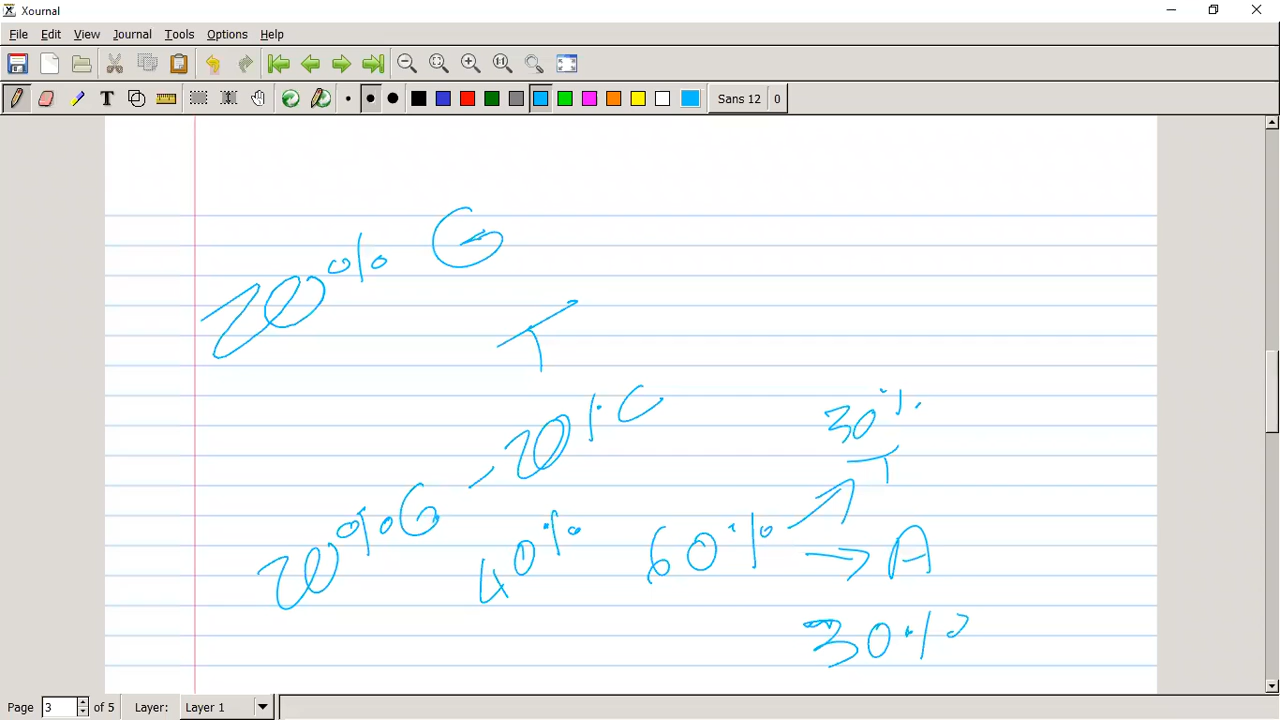 Xournal
File Edit View Journal Tools Options Help
T Sans 12 0
20% G
T
20% G - 20% C
40% 60% → 30% T
→ A
30%
Page 3 of 5 Layer: Layer 1